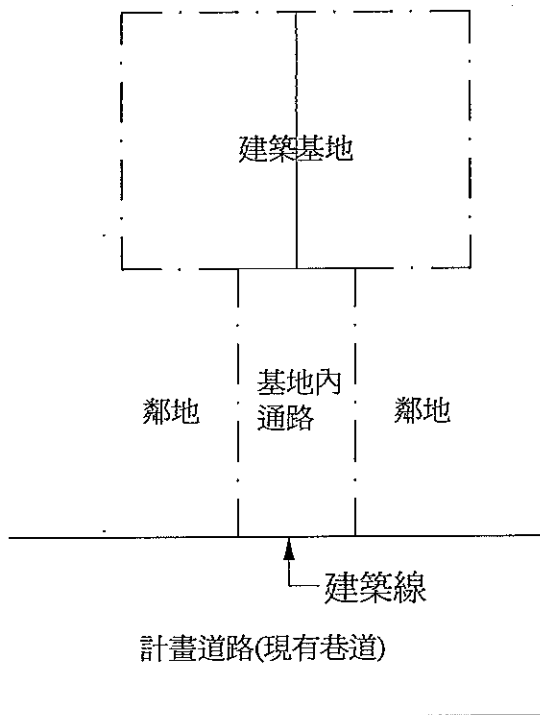 建築基地
基地內
通路
鄰地
鄰地
建築線
計畫道路(現有巷道)